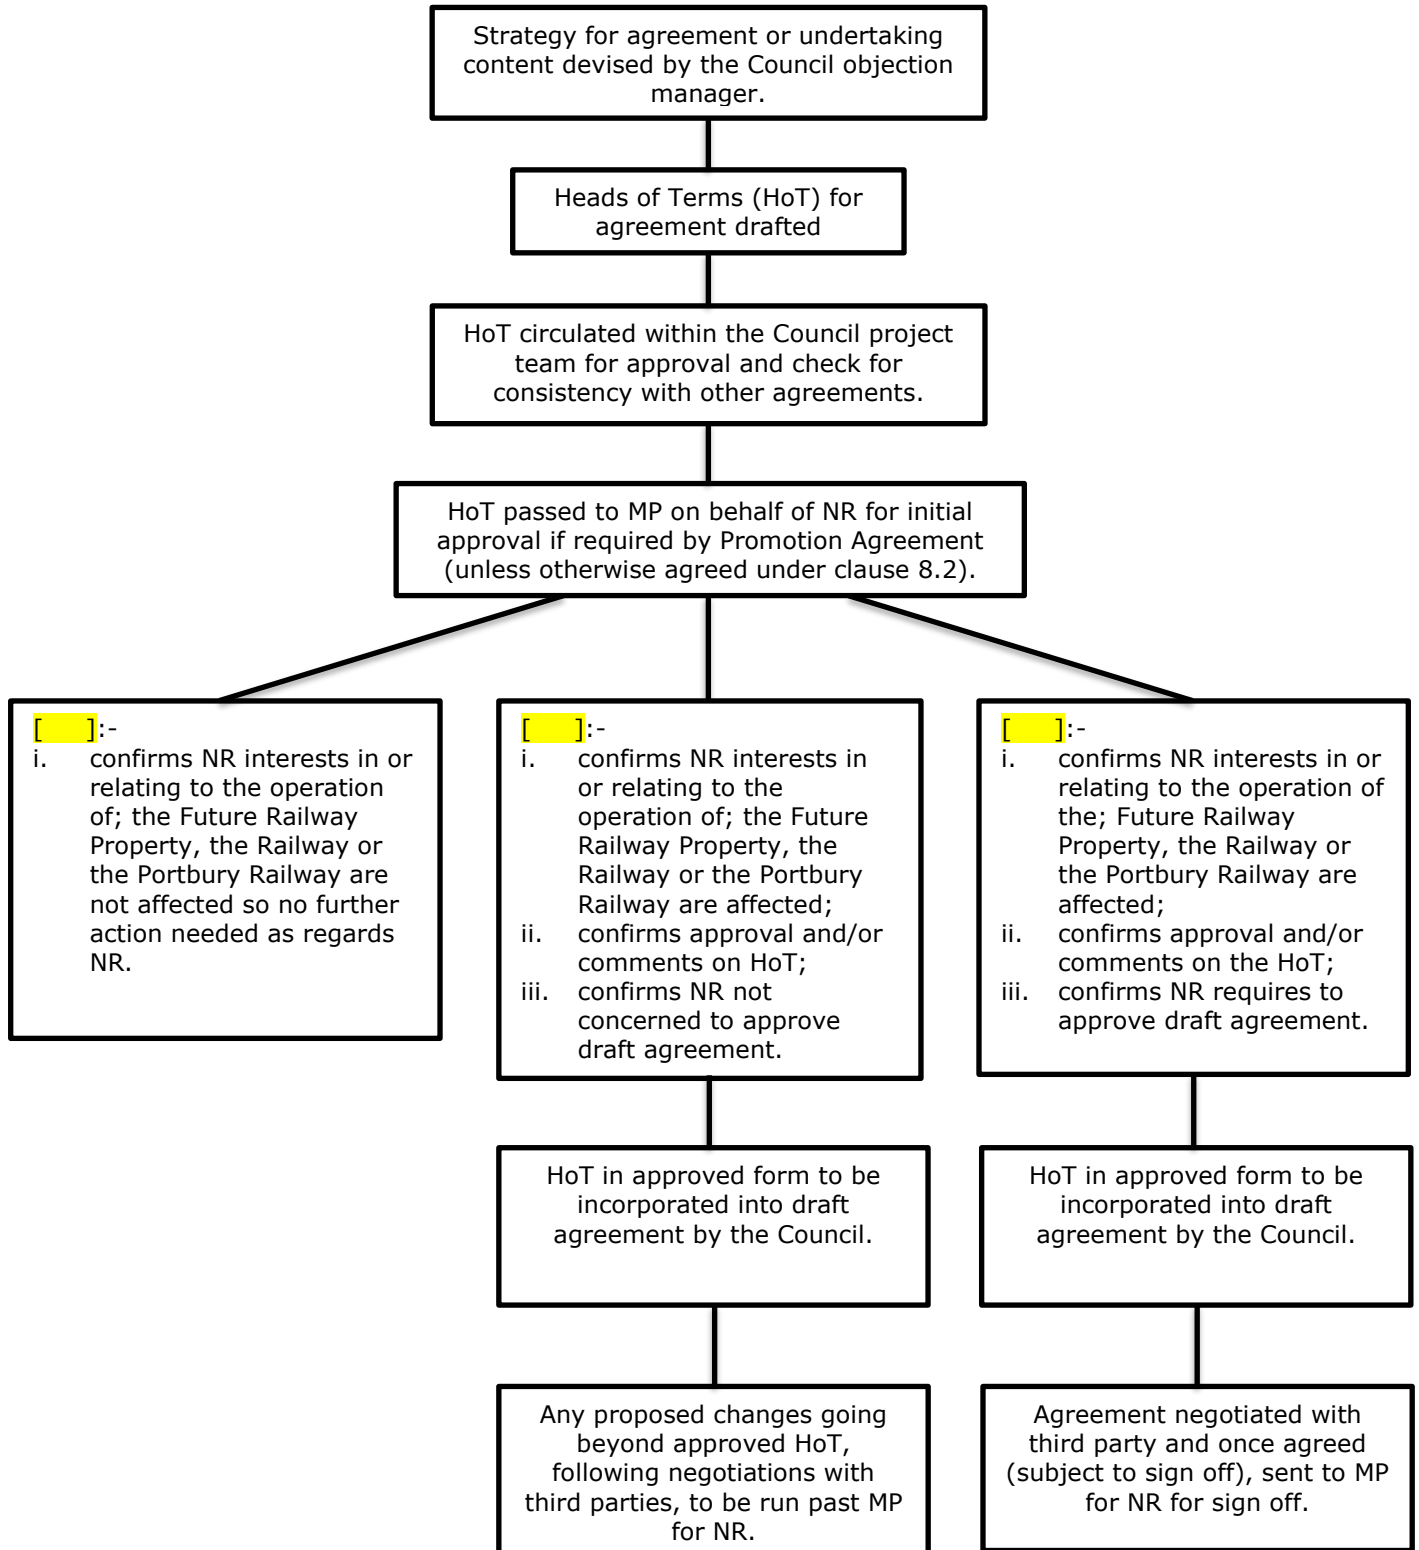 Strategy for agreement or undertaking
content devised by the Council objection
manager.
Heads of Terms (HoT) for
agreement drafted
HoT circulated within the Council project
team for approval and check for
consistency with other agreements.
HoT passed to MP on behalf of NR for initial
approval if required by Promotion Agreement
(unless otherwise agreed under clause 8.2).
[ ]:-
i. confirms NR interests in or
relating to the operation
of; the Future Railway
Property, the Railway or
the Portbury Railway are
not affected so no further
action needed as regards
NR.
[ ]:-
i. confirms NR interests in
or relating to the
operation of; the Future
Railway Property, the
Railway or the Portbury
Railway are affected;
ii. confirms approval and/or
comments on HoT;
iii. confirms NR not
concerned to approve
draft agreement.
[ ]:-
i. confirms NR interests in or
relating to the operation of
the; Future Railway
Property, the Railway or
the Portbury Railway are
affected;
ii. confirms approval and/or
comments on the HoT;
iii. confirms NR requires to
approve draft agreement.
HoT in approved form to be
incorporated into draft
agreement by the Council.
HoT in approved form to be
incorporated into draft
agreement by the Council.
Any proposed changes going
beyond approved HoT,
following negotiations with
third parties, to be run past MP
for NR.
Agreement negotiated with
third party and once agreed
(subject to sign off), sent to MP
for NR for sign off.